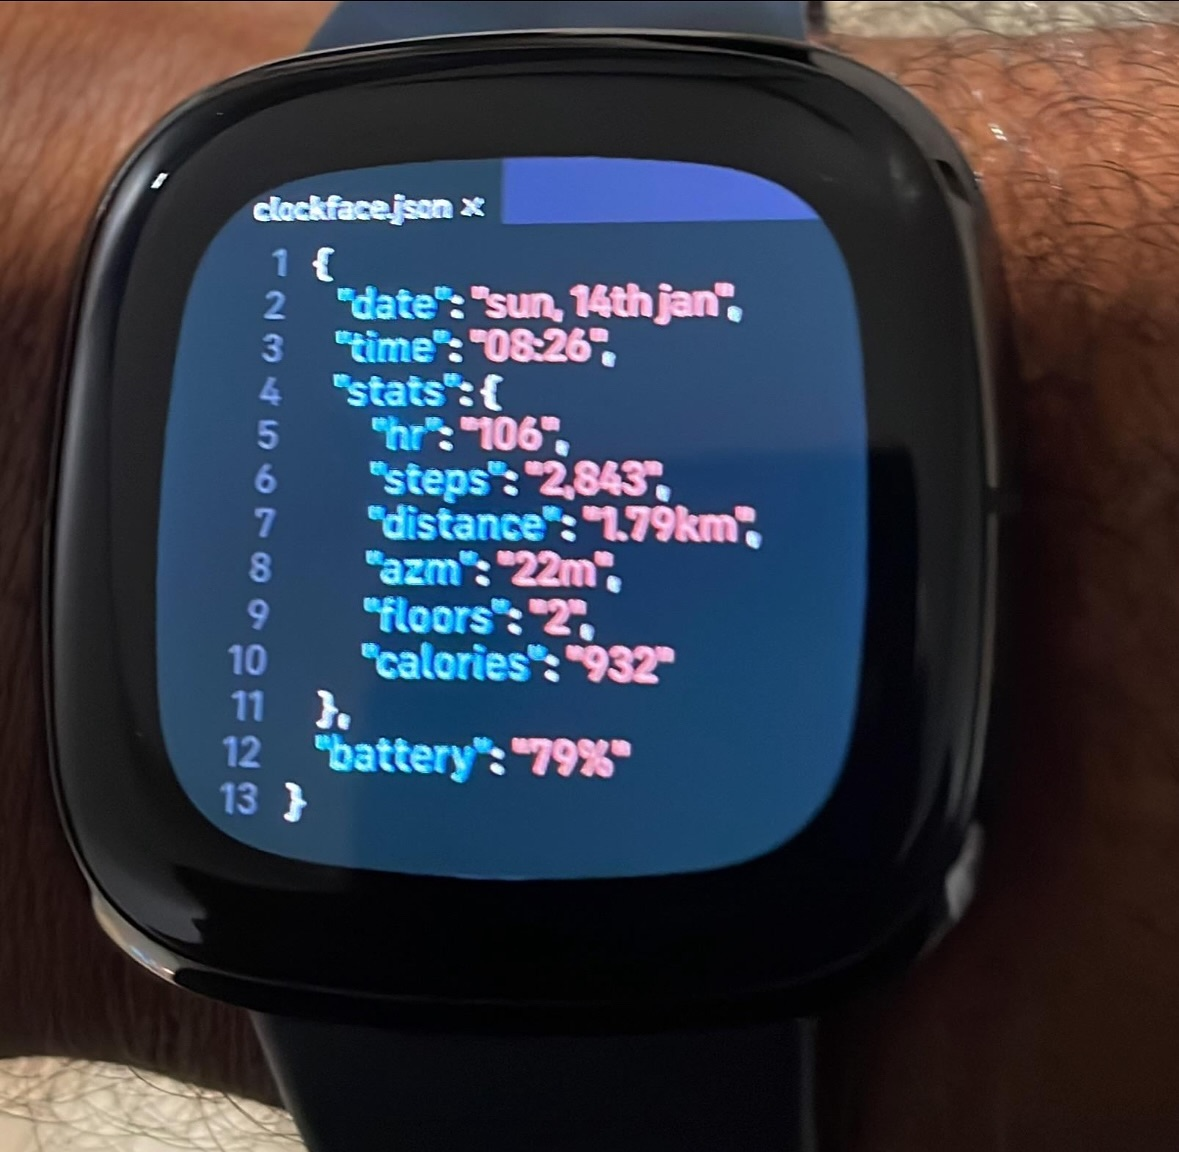 clockface.json ×
1 {
2 "date": "sun, 14th jan",
3 "time": "08:26",
4 "stats": {
5 "hr": "106",
6 "steps": "2,843",
7 "distance": "1.79km",
8 "azm": "22m",
9 "floors": "2",
10 "calories": "932"
11 },
12 "battery": "79%"
13 }